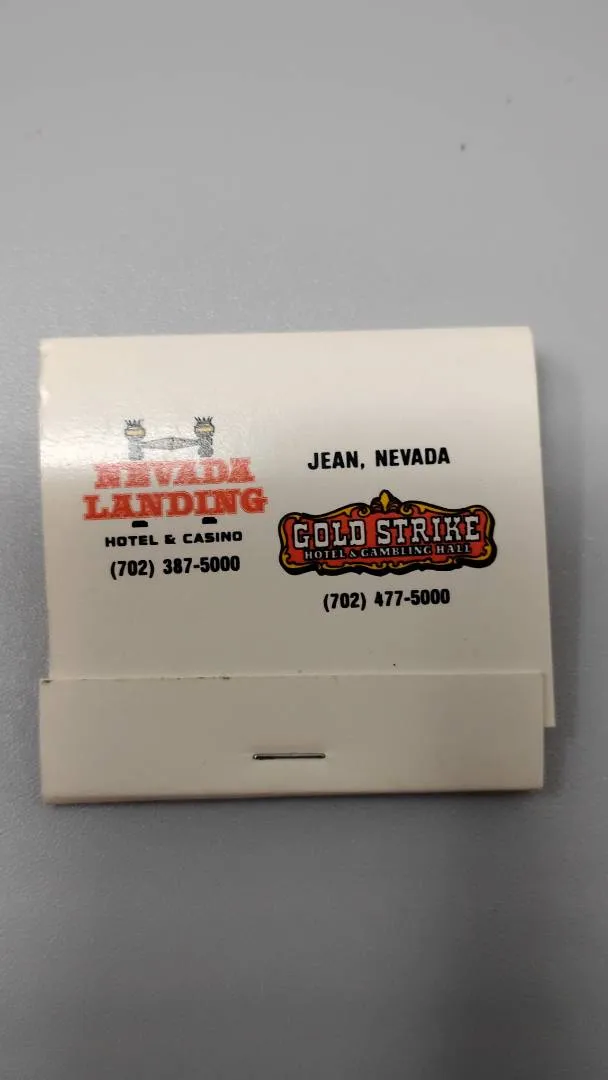 NEVADA
LANDING
HOTEL & CASINO
(702) 387-5000
JEAN, NEVADA
GOLD STRIKE
HOTEL & GAMBLING HALL
(702) 477-5000